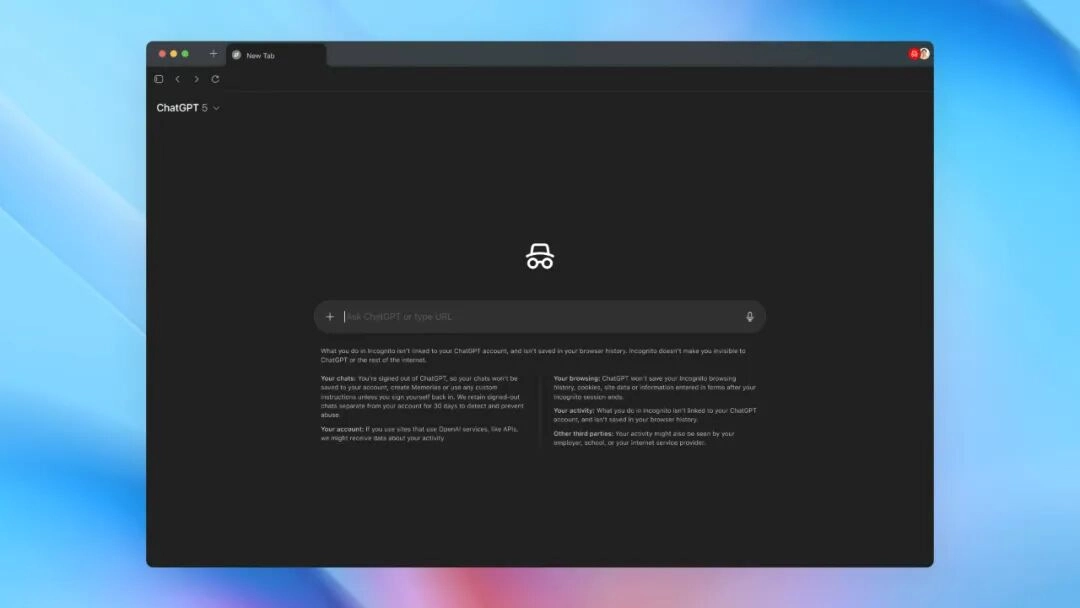 New Tab
ChatGPT 5
Ask ChatGPT or type URL
What you do in Incognito isn't linked to your ChatGPT account, and isn't saved in your browser history. Incognito doesn't make you invisible to
ChatGPT or the rest of the internet.
Your chats: You're signed out of ChatGPT, so your chats won't be
saved to your account, create Memories or use any custom
instructions unless you sign yourself back in. We retain signed-out
chats separate from your account for 30 days to detect and prevent
abuse.
Your account: If you use sites that use OpenAI services, like APIs,
we might receive data about your activity
Your browsing: ChatGPT won't save your Incognito browsing
history, cookies, site data or information entered in forms after your
Incognito session ends.
Your activity: What you do in Incognito isn't linked to your ChatGPT
account, and isn't saved in your browser history.
Other third parties: Your activity might also be seen by your
employer, school, or your internet service provider.